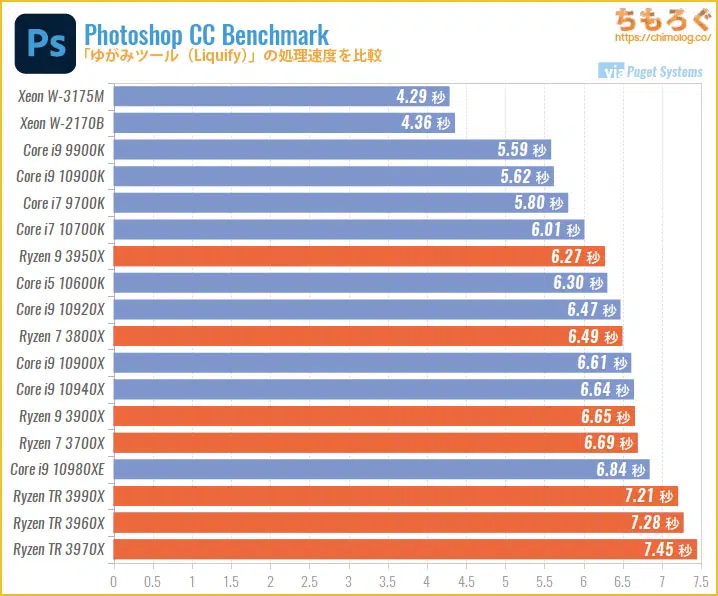 ちもろぐ
https://chimolog.co/
Ps
Photoshop CC Benchmark
「ゆがみツール（Liquify）」の処理速度を比較
via Puget Systems
Xeon W-3175M 4.29 秒
Xeon W-2170B 4.36 秒
Core i9 9900K 5.59 秒
Core i9 10900K 5.62 秒
Core i7 9700K 5.80 秒
Core i7 10700K 6.01 秒
Ryzen 9 3950X 6.27 秒
Core i5 10600K 6.30 秒
Core i9 10920X 6.47 秒
Ryzen 7 3800X 6.49 秒
Core i9 10900X 6.61 秒
Core i9 10940X 6.64 秒
Ryzen 9 3900X 6.65 秒
Ryzen 7 3700X 6.69 秒
Core i9 10980XE 6.84 秒
Ryzen TR 3990X 7.21 秒
Ryzen TR 3960X 7.28 秒
Ryzen TR 3970X 7.45 秒
0 0.5 1 1.5 2 2.5 3 3.5 4 4.5 5 5.5 6 6.5 7 7.5